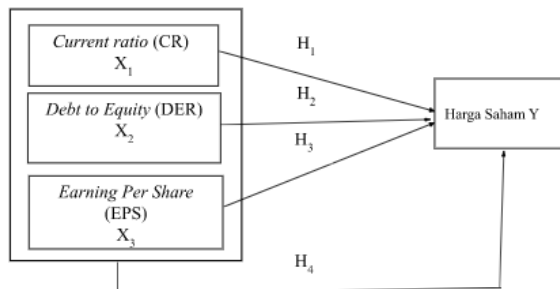 Current ratio (CR)
X₁
H₁
Debt to Equity (DER)
X₂
H₂
Harga Saham Y
H₃
Earning Per Share
(EPS)
X₃
H₄